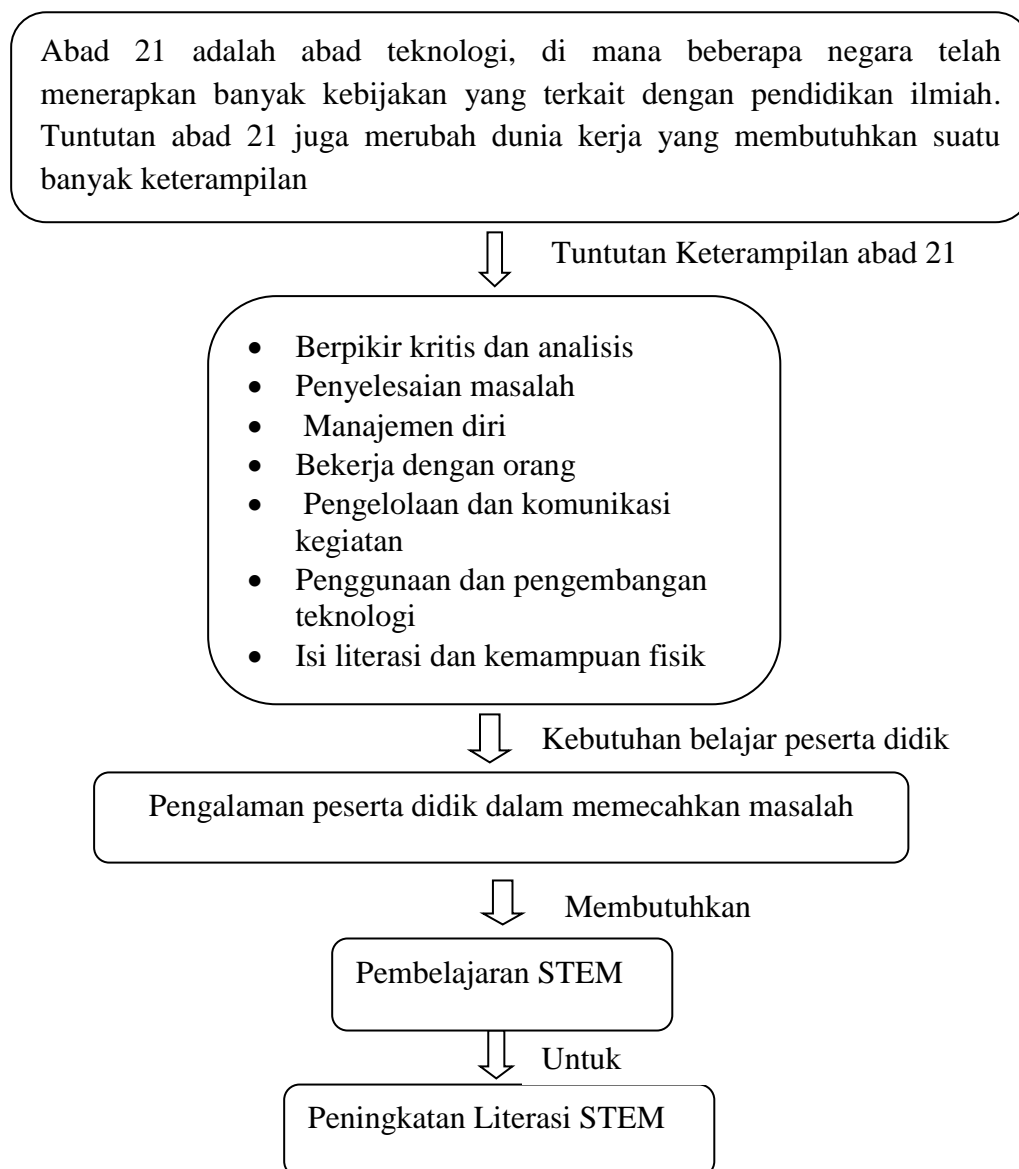 Abad 21 adalah abad teknologi, di mana beberapa negara telah
menerapkan banyak kebijakan yang terkait dengan pendidikan ilmiah.
Tuntutan abad 21 juga merubah dunia kerja yang membutuhkan suatu
banyak keterampilan
Tuntutan Keterampilan abad 21
• Berpikir kritis dan analisis
• Penyelesaian masalah
• Manajemen diri
• Bekerja dengan orang
• Pengelolaan dan komunikasi
kegiatan
• Penggunaan dan pengembangan
teknologi
• Isi literasi dan kemampuan fisik
Kebutuhan belajar peserta didik
Pengalaman peserta didik dalam memecahkan masalah
Membutuhkan
Pembelajaran STEM
Untuk
Peningkatan Literasi STEM